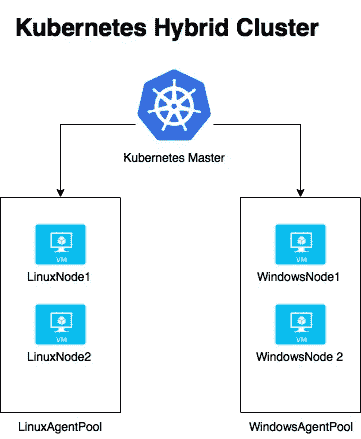 Kubernetes Hybrid Cluster
Kubernetes Master
VM
LinuxNode1
VM
LinuxNode2
LinuxAgentPool
VM
WindowsNode1
VM
WindowsNode 2
WindowsAgentPool